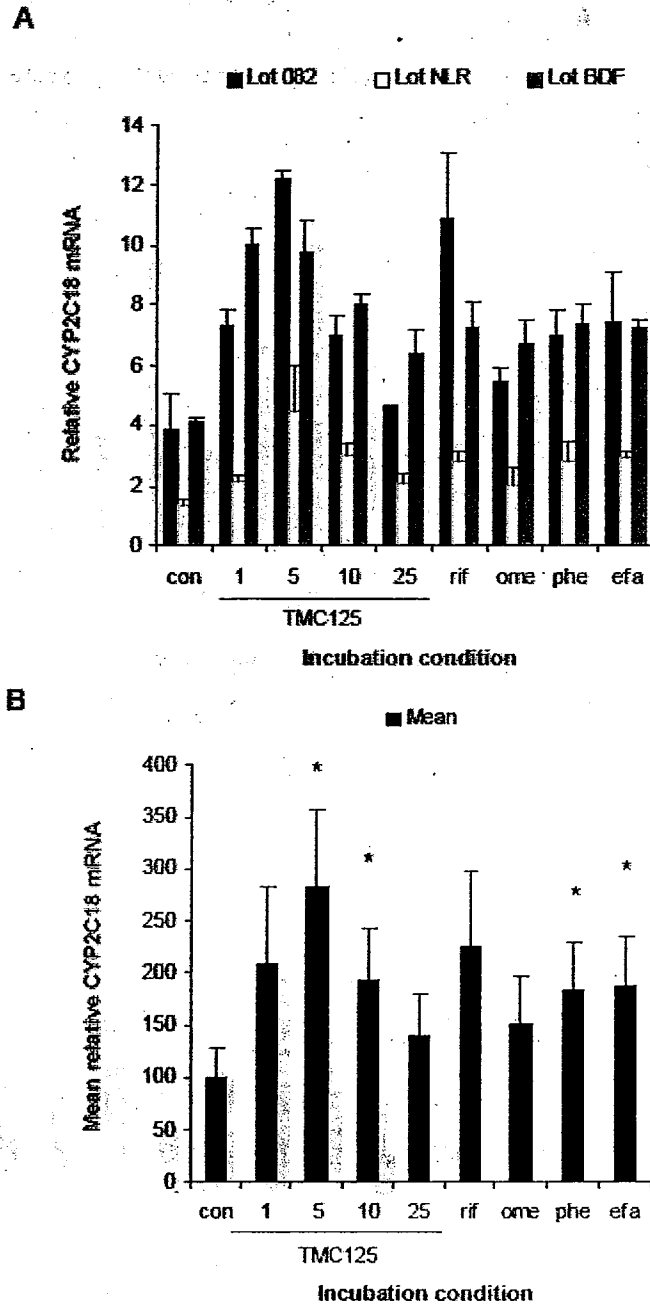 A
Lot 082 Lot NLR Lot BDF
14
12
10
8
6
4
2
0
Relative CYP2C18 mRNA
con 1 5 10 25 rif ome phe efa
TMC125
Incubation condition
B
Mean
400
350
300
250
200
150
100
50
0
Mean relative CYP2C18 mRNA
* * * *
con 1 5 10 25 rif ome phe efa
TMC125
Incubation condition